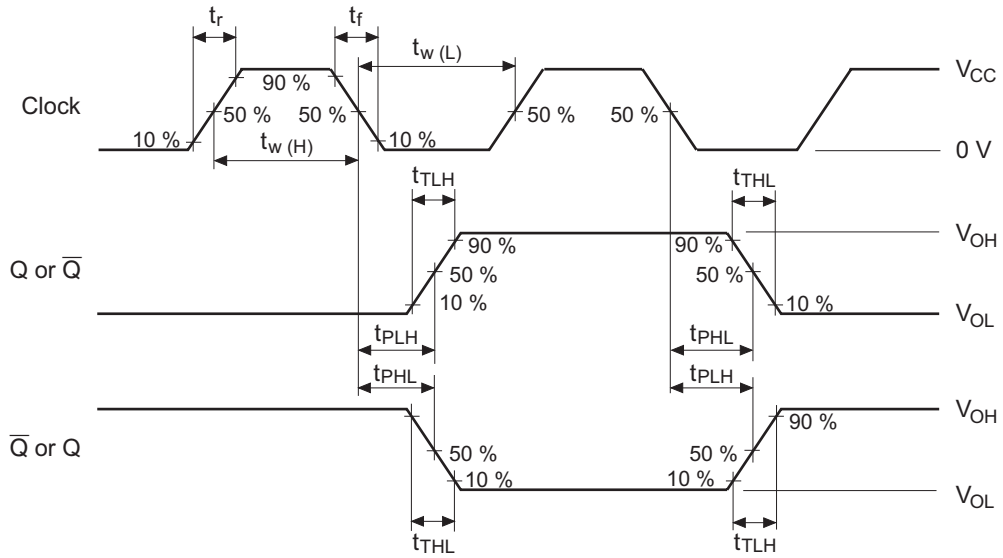 tr
tf
tw (L)
VCC
90 %
Clock
50 %
50 %
50 %
50 %
10 %
10 %
tw (H)
0 V
tTLH
tTHL
VOH
90 %
90 %
Q or Q̅
50 %
50 %
10 %
10 %
VOL
tPLH
tPHL
tPHL
tPLH
VOH
90 %
Q̅ or Q
50 %
50 %
10 %
10 %
VOL
tTHL
tTLH